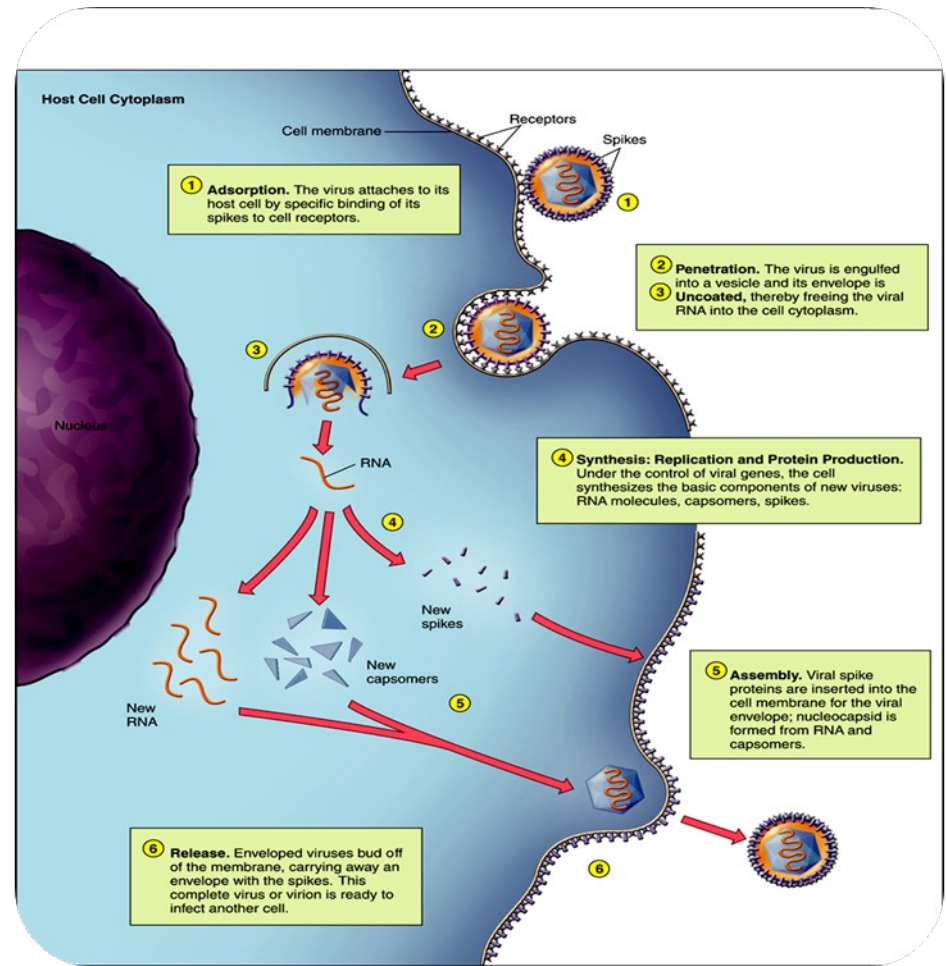 Host Cell Cytoplasm
Cell membrane
Receptors
Spikes
1 Adsorption. The virus attaches to its
host cell by specific binding of its
spikes to cell receptors.
1
2 Penetration. The virus is engulfed
into a vesicle and its envelope is
3 Uncoated, thereby freeing the viral
RNA into the cell cytoplasm.
2
3
Nucleus
RNA
4 Synthesis: Replication and Protein Production.
Under the control of viral genes, the cell
synthesizes the basic components of new viruses:
RNA molecules, capsomers, spikes.
4
New
spikes
New
capsomers
New
RNA
5
5 Assembly. Viral spike
proteins are inserted into the
cell membrane for the viral
envelope; nucleocapsid is
formed from RNA and
capsomers.
6 Release. Enveloped viruses bud off
of the membrane, carrying away an
envelope with the spikes. This
complete virus or virion is ready to
infect another cell.
6